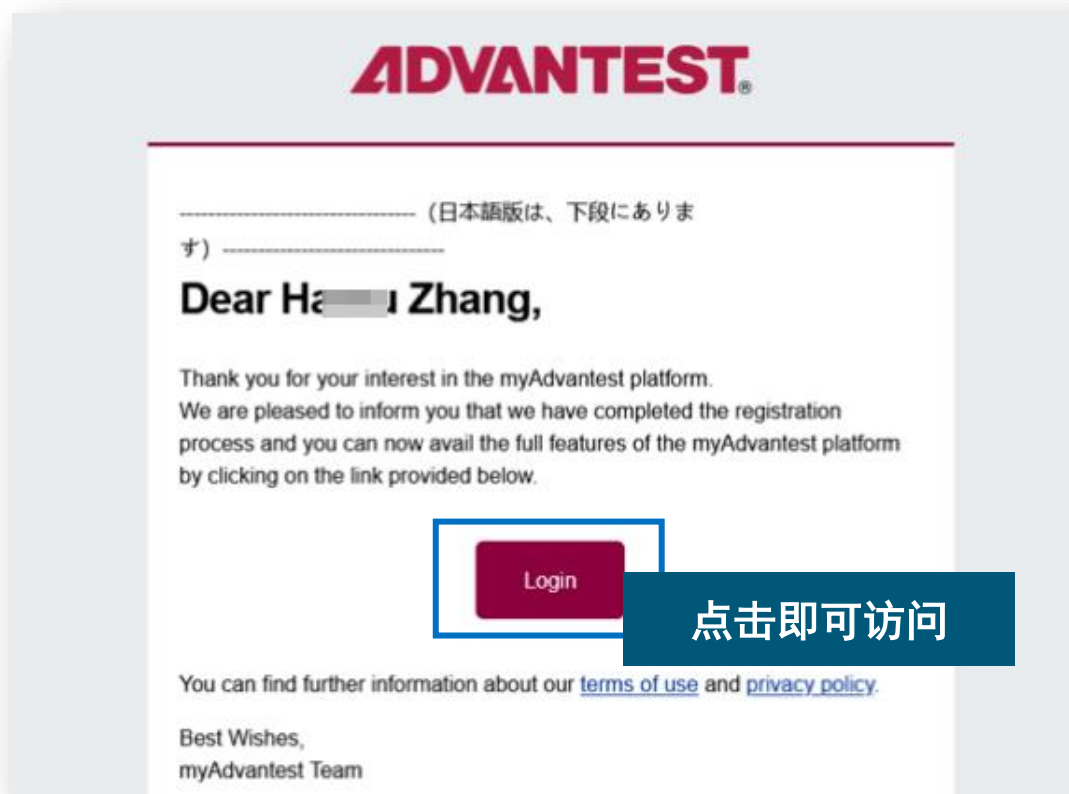 ADVANTEST®
--------------------------------- (日本語版は、下段にありま
す) -------------------------------
Dear Zhang,
Thank you for your interest in the myAdvantest platform.
We are pleased to inform you that we have completed the registration
process and you can now avail the full features of the myAdvantest platform
by clicking on the link provided below.
Login
点击即可访问
You can find further information about our terms of use and privacy policy.
Best Wishes,
myAdvantest Team